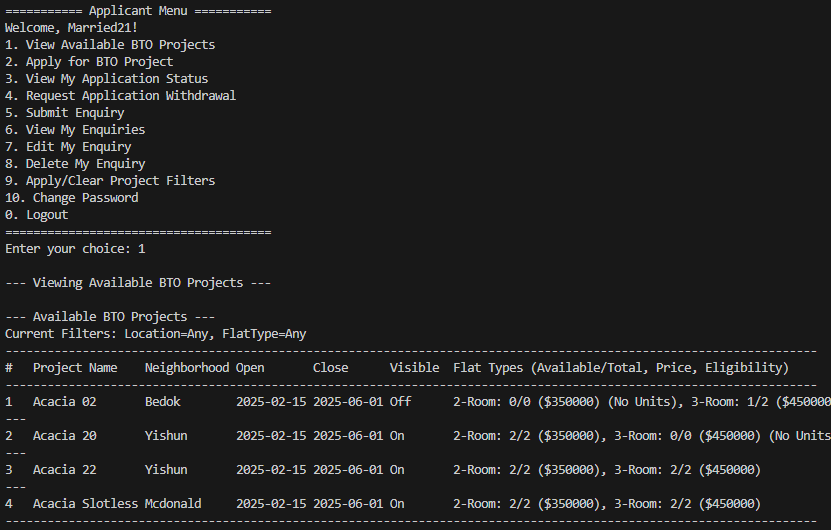 =========== Applicant Menu ===========
Welcome, Married21!
1. View Available BTO Projects
2. Apply for BTO Project
3. View My Application Status
4. Request Application Withdrawal
5. Submit Enquiry
6. View My Enquiries
7. Edit My Enquiry
8. Delete My Enquiry
9. Apply/Clear Project Filters
10. Change Password
0. Logout
======================================
Enter your choice: 1
--- Viewing Available BTO Projects ---
--- Available BTO Projects ---
Current Filters: Location=Any, FlatType=Any
--------------------------------------------------------------------------------------------------------------------
#  Project Name    Neighborhood Open       Close      Visible  Flat Types (Available/Total, Price, Eligibility)
--------------------------------------------------------------------------------------------------------------------
1  Acacia 02       Bedok        2025-02-15 2025-06-01 Off      2-Room: 0/0 ($350000) (No Units), 3-Room: 1/2 ($450000
---
2  Acacia 20       Yishun       2025-02-15 2025-06-01 On       2-Room: 2/2 ($350000), 3-Room: 0/0 ($450000) (No Units
---
3  Acacia 22       Yishun       2025-02-15 2025-06-01 On       2-Room: 2/2 ($350000), 3-Room: 2/2 ($450000)
---
4  Acacia Slotless Mcdonald     2025-02-15 2025-06-01 On       2-Room: 2/2 ($350000), 3-Room: 2/2 ($450000)
--------------------------------------------------------------------------------------------------------------------